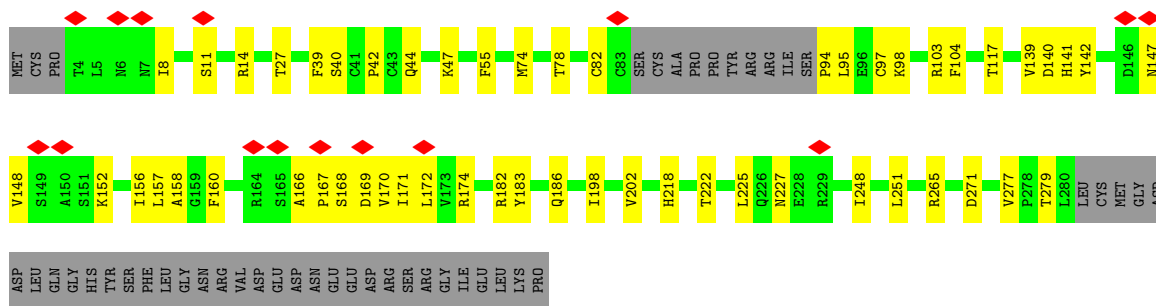 MET CYS PRO T4 L5 N6 N7 I8 S11 R14 T27 F39 S40 C41 P42 C43 Q44 K47 F55 M74 T78 C82 C83 SER CYS ALA PRO PRO TYR ARG ARG ILE SER P94 L95 E96 C97 K98 R103 F104 T117 V139 D140 H141 Y142 D146 N147
V148 S149 A150 S151 K152 I156 L157 A158 G159 F160 R164 S165 A166 P167 S168 D169 V170 I171 L172 V173 R174 R182 Y183 Q186 I198 V202 H218 T222 L225 Q226 N227 E228 R229 I248 L251 R265 D271 V277 P278 T279 L280 LEU CYS MET GLY ASP
ASP LEU GLN GLY HIS TYR SER PHE LEU GLY ASN ARG VAL ASP GLU ASP ASN GLU GLU ASP ARG SER ARG GLY ILE GLU LEU LYS PRO